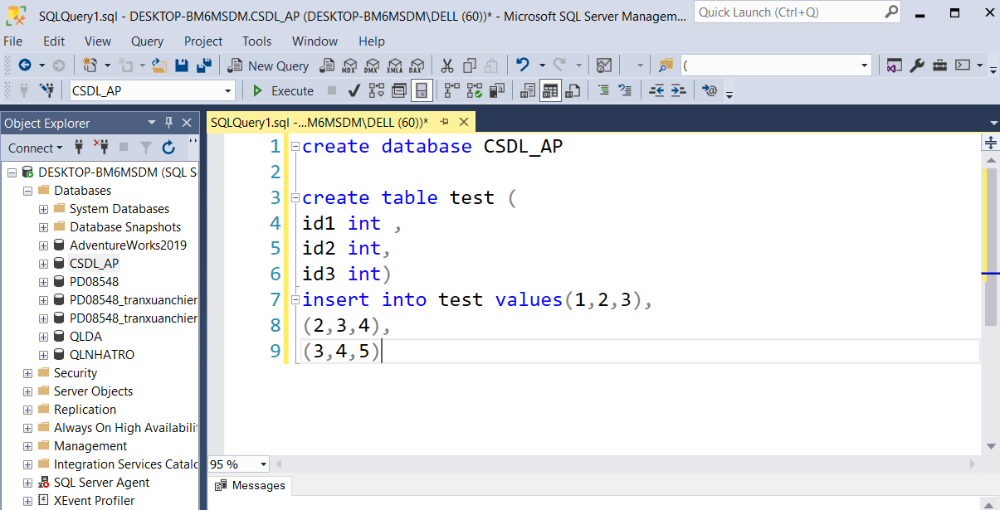 SQLQuery1.sql - DESKTOP-BM6MSDM.CSDL_AP (DESKTOP-BM6MSDM\DELL (60))* - Microsoft SQL Server Managem...
Quick Launch (Ctrl+Q)
File Edit View Query Project Tools Window Help
New Query MDX DMX XMLA DAX (
CSDL_AP Execute
Object Explorer
SQLQuery1.sql -...M6MSDM\DELL (60))*
Connect
DESKTOP-BM6MSDM (SQL S
Databases
System Databases
Database Snapshots
AdventureWorks2019
CSDL_AP
PD08548
PD08548_tranxuanchier
PD08548_tranxuanchier
QLDA
QLNHATRO
Security
Server Objects
Replication
Always On High Availabili
Management
Integration Services Catalo
SQL Server Agent
XEvent Profiler
1 create database CSDL_AP
2
3 create table test (
4 id1 int ,
5 id2 int,
6 id3 int)
7 insert into test values(1,2,3),
8 (2,3,4),
9 (3,4,5)
95 %
Messages